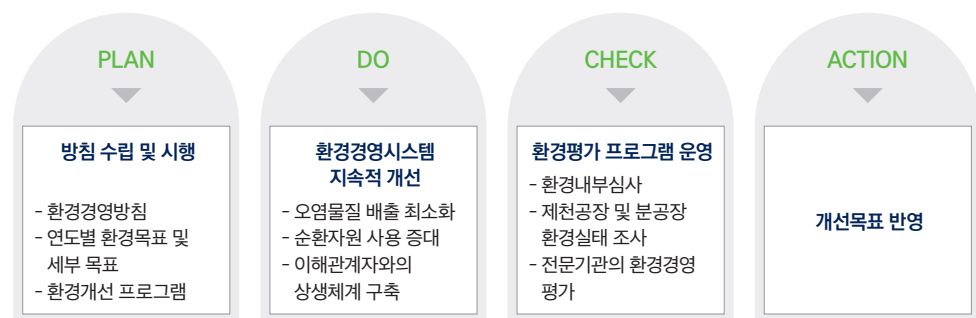 PLAN
방침 수립 및 시행
- 환경경영방침
- 연도별 환경목표 및
세부 목표
- 환경개선 프로그램
DO
환경경영시스템
지속적 개선
- 오염물질 배출 최소화
- 순환자원 사용 증대
- 이해관계자와의
상생체계 구축
CHECK
환경평가 프로그램 운영
- 환경내부심사
- 제천공장 및 분공장
환경실태 조사
- 전문기관의 환경경영
평가
ACTION
개선목표 반영